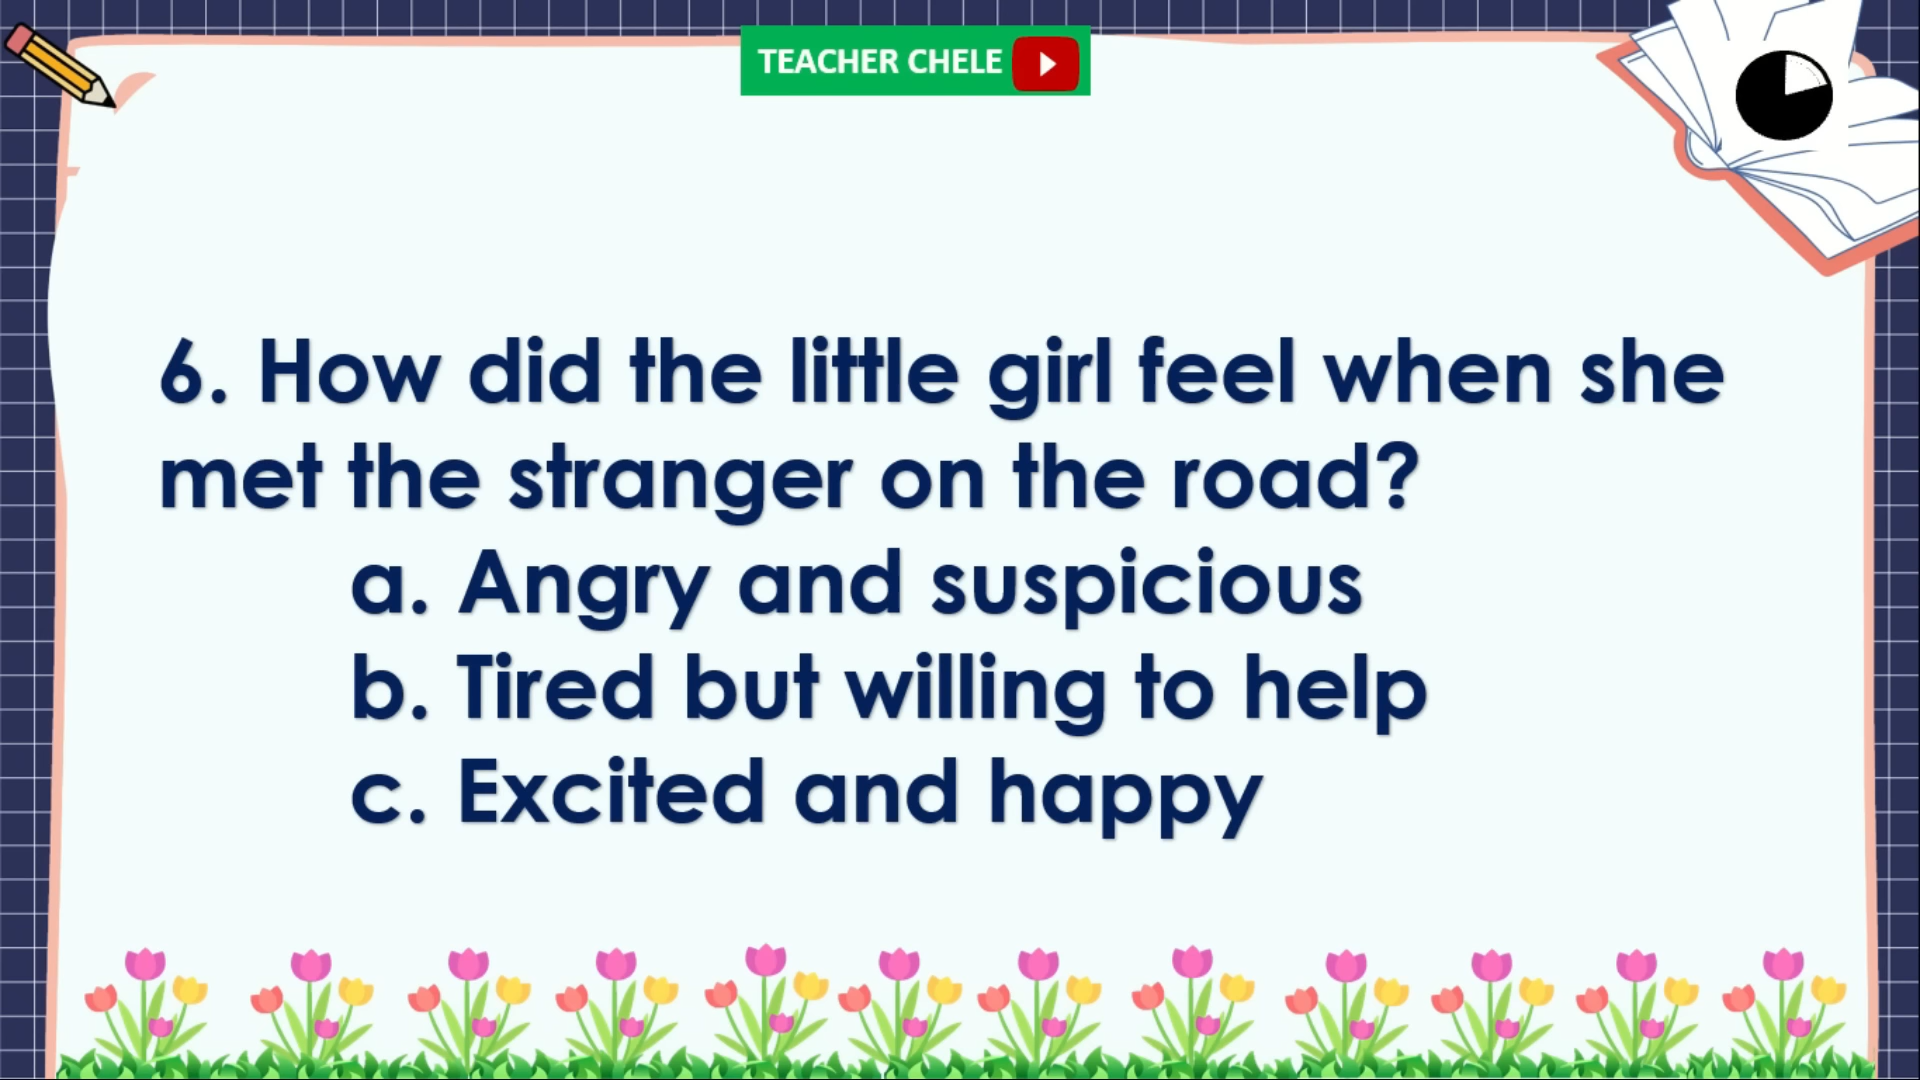 TEACHER CHELE
6. How did the little girl feel when she
met the stranger on the road?
a. Angry and suspicious
b. Tired but willing to help
c. Excited and happy